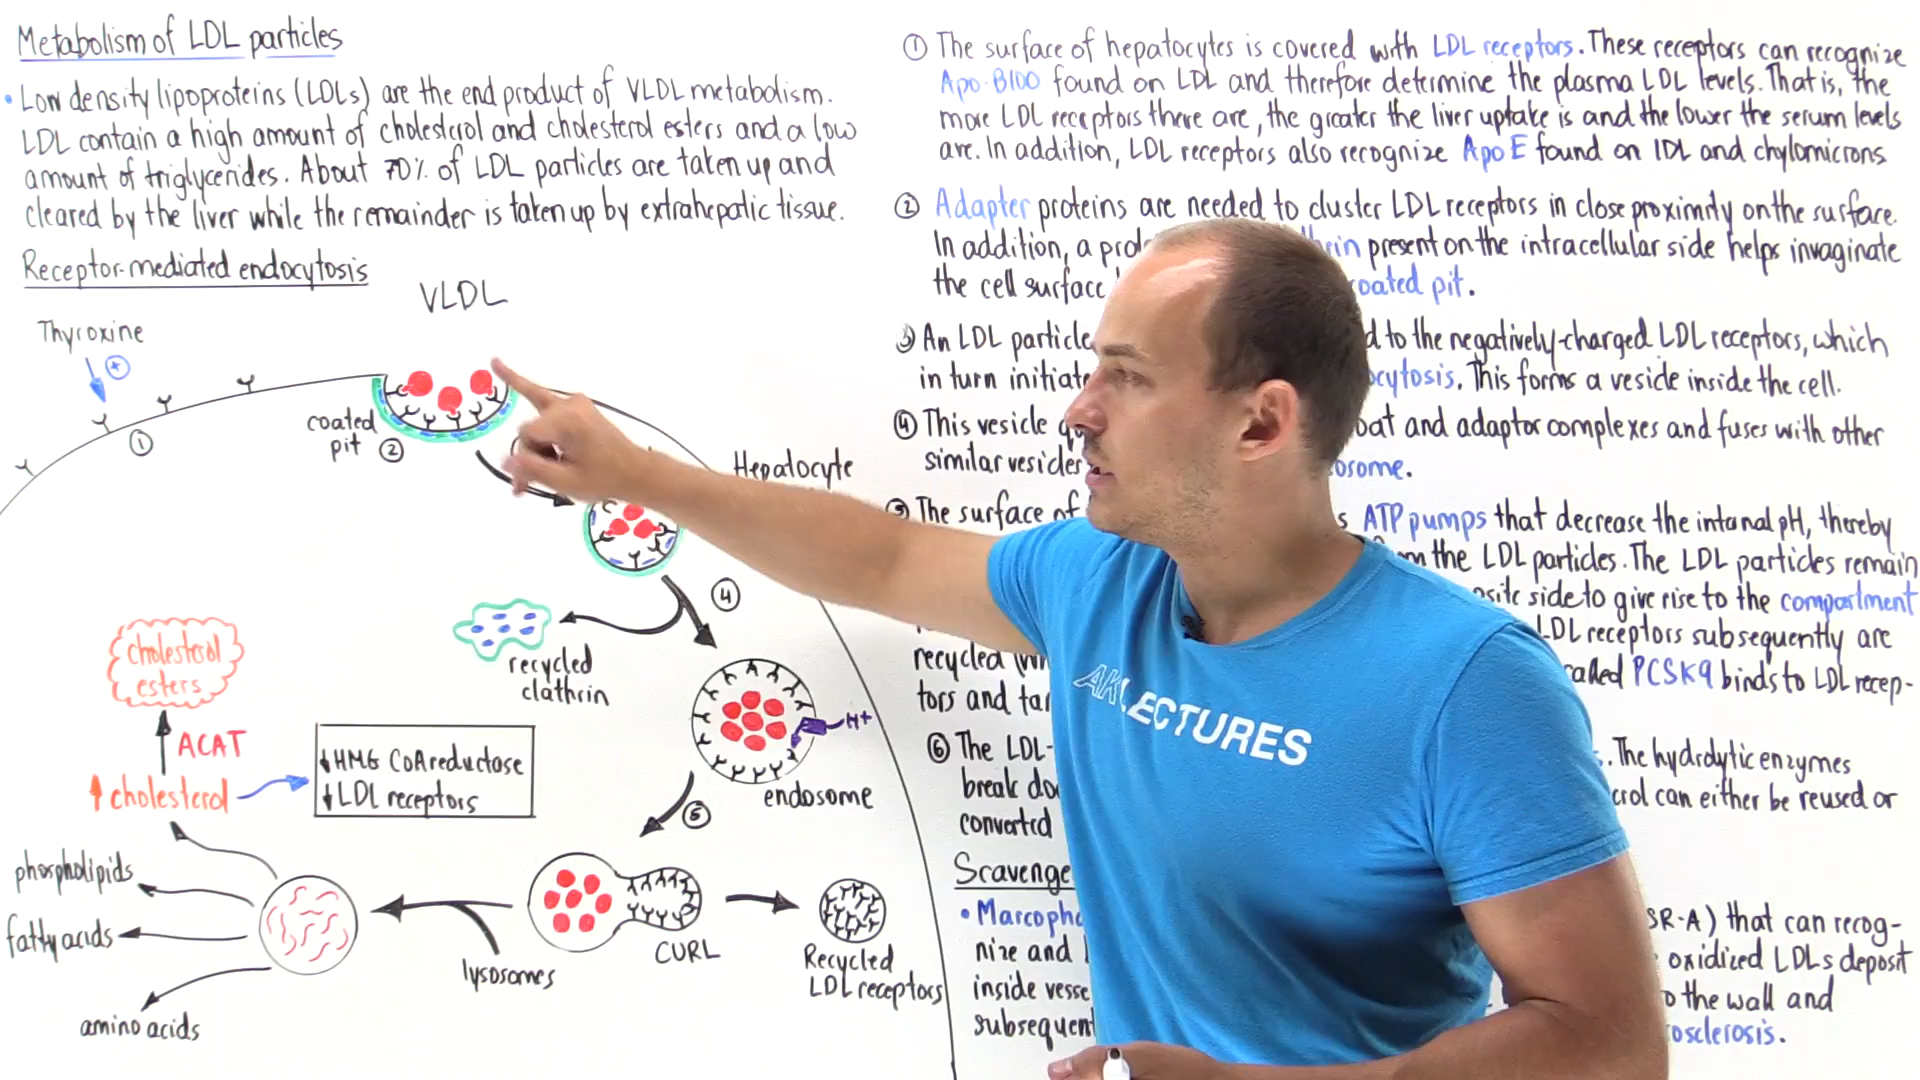 Metabolism of LDL particles
• Low density lipoproteins (LDLs) are the end product of VLDL metabolism.
LDL contain a high amount of cholesterol and cholesterol esters and a low
amount of triglycerides. About 70% of LDL particles are taken up and
cleared by the liver while the remainder is taken up by extrahepatic tissue.
Receptor-mediated endocytosis
VLDL
Thyroxine
+
①
coated
pit ②
Hepatocyte
④
recycled
clathrin
H+
endosome
⑤
cholesterol
esters
ACAT
↑ cholesterol
↓ HMG CoA reductase
↓ LDL receptors
phospholipids
fatty acids
amino acids
lysosomes
CURL
Recycled
LDL receptors
① The surface of hepatocytes is covered with LDL receptors. These receptors can recognize
Apo-B100 found on LDL and therefore determine the plasma LDL levels. That is, the
more LDL receptors there are, the greater the liver uptake is and the lower the serum levels
are. In addition, LDL receptors also recognize Apo E found on IDL and chylomicrons
② Adapter proteins are needed to cluster LDL receptors in close proximity on the surface.
In addition, a present on the intracellular side helps invaginate
the cell surface coated pit.
③ An LDL particle to the negatively-charged LDL receptors, which
in turn This forms a vesicle inside the cell.
④ This vesicle and adaptor complexes and fuses with other
similar vesicles
⑤ The surface of ATP pumps that decrease the internal pH, thereby
the LDL particles. The LDL particles remain
side to give rise to the compartment
LDL receptors subsequently are
recycled called PCSK9 binds to LDL recep-
tors and
⑥ The LDL- The hydrolytic enzymes
break can either be reused or
converted
• SR-A) that can recog-
nize and oxidized LDLs deposit
inside the wall and
AK LECTURES